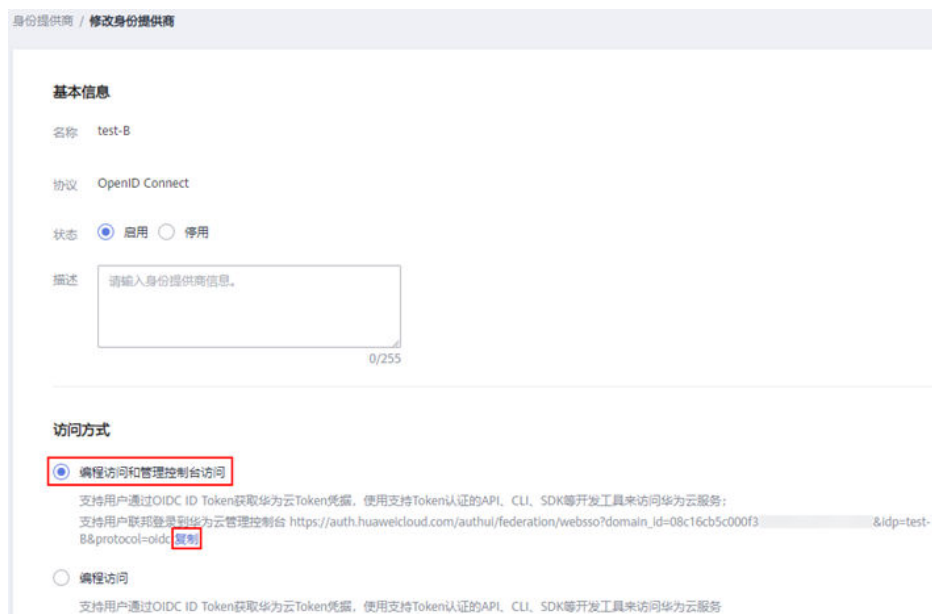 身份提供商 / 修改身份提供商
基本信息
名称 test-B
协议 OpenID Connect
状态 启用 停用
描述 请输入身份提供商信息。
0/255
访问方式
编程访问和管理控制台访问
支持用户通过OIDC ID Token获取华为云Token凭据，使用支持Token认证的API、CLI、SDK等开发工具来访问华为云服务；
支持用户联邦登录到华为云管理控制台 https://auth.huaweicloud.com/authui/federation/websso?domain_id=08c16cb5c000f3 &idp=test-
B&protocol=oidc 复制
编程访问
支持用户通过OIDC ID Token获取华为云Token凭据，使用支持Token认证的API、CLI、SDK等开发工具来访问华为云服务